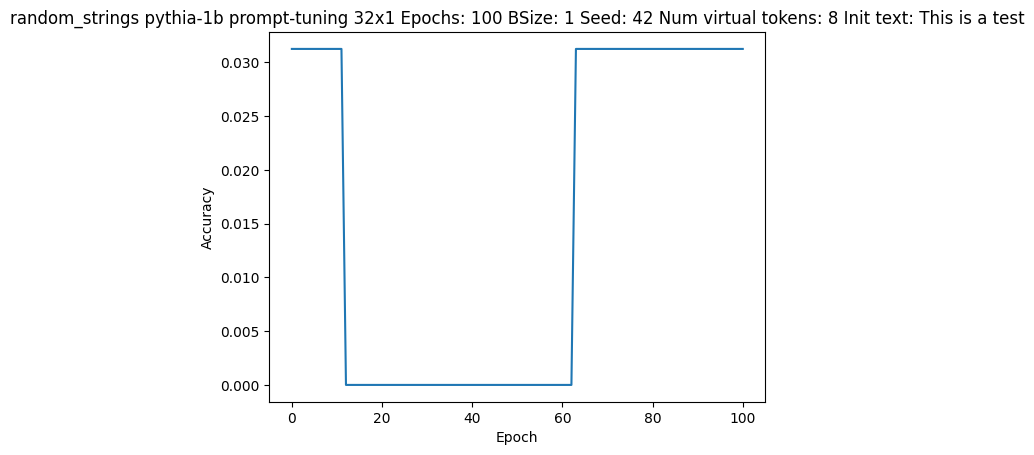 random_strings pythia-1b prompt-tuning 32x1 Epochs: 100 BSize: 1 Seed: 42 Num virtual tokens: 8 Init text: This is a test
0.030
0.025
0.020
0.015
0.010
0.005
0.000
Accuracy
0 20 40 60 80 100
Epoch